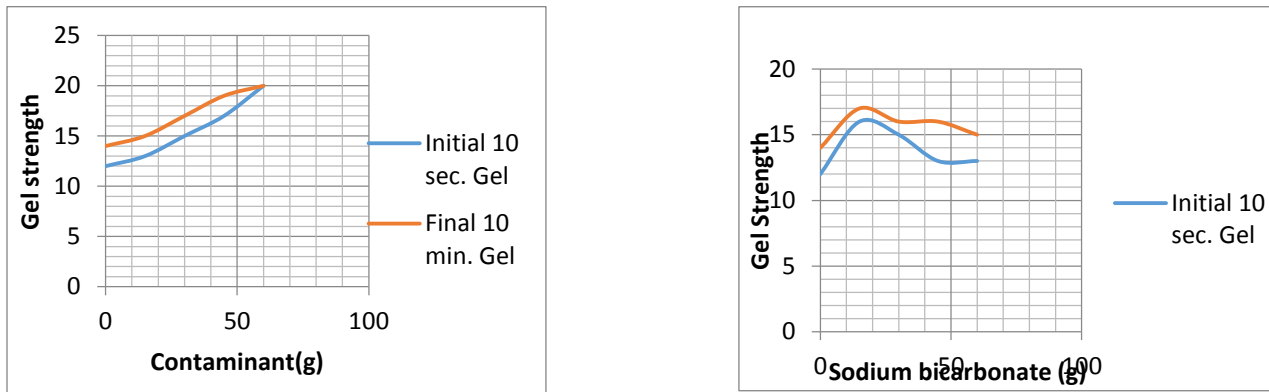 25
20
15
10
5
0
Gel strength
0 50 100
Contaminant(g)
Initial 10
sec. Gel
Final 10
min. Gel
20
15
10
5
0
Gel Strength
0 50 100
Sodium bicarbonate (g)
Initial 10
sec. Gel